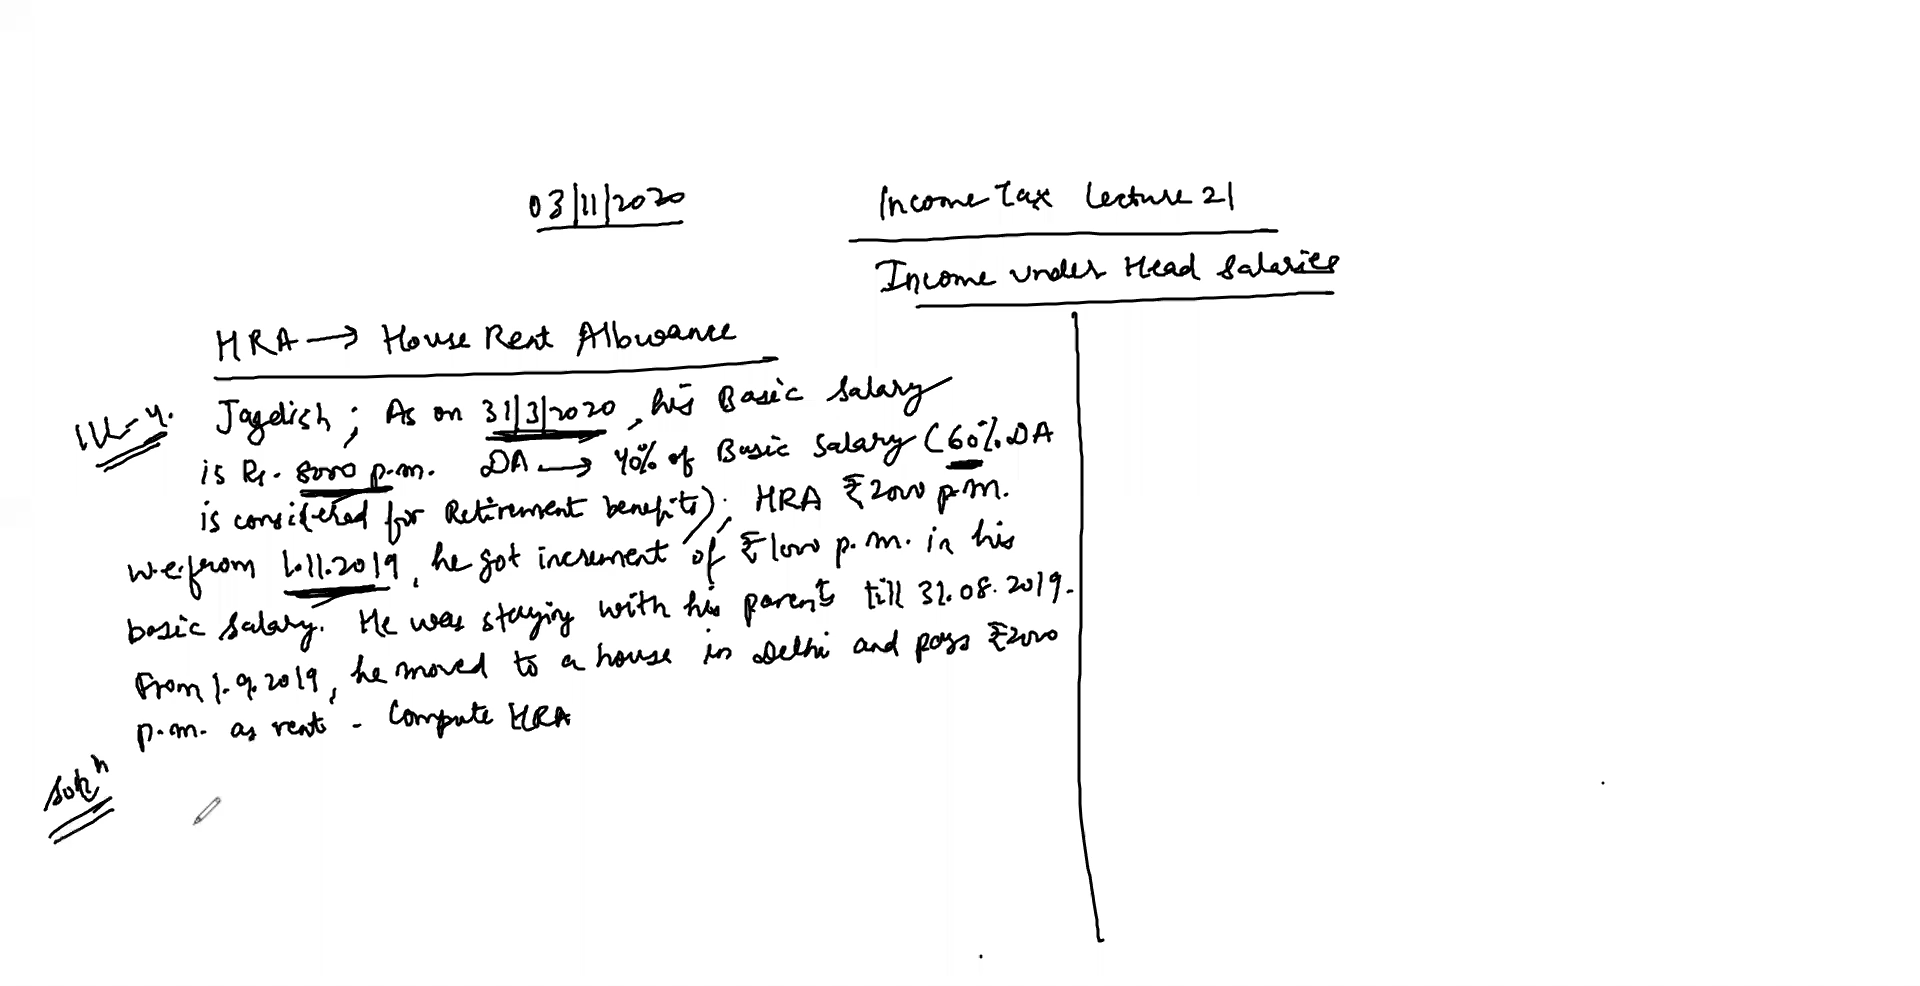 03/11/2020
Income Tax Lecture 21
Income under Head Salaries
HRA → House Rent Allowance
Ill-4. Jagdish; As on 31/3/2020, his Basic Salary
is Rs. 8000 p.m. DA → 40% of Basic Salary (60% DA
is considered for Retirement benefits). HRA ₹2000 p.m.
w.e.from 1.11.2019, he got increment of ₹1000 p.m. in his
basic salary. He was staying with his parents till 31.08.2019.
From 1.9.2019, he moved to a house in Delhi and pays ₹2000
p.m. as rent - Compute HRA
Solⁿ